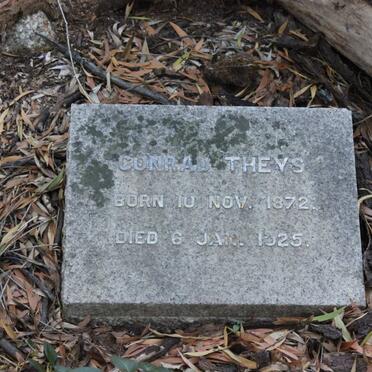 CONRAD THEYS
BORN 10 NOV. 1872.
DIED 6 JAN. 1925.